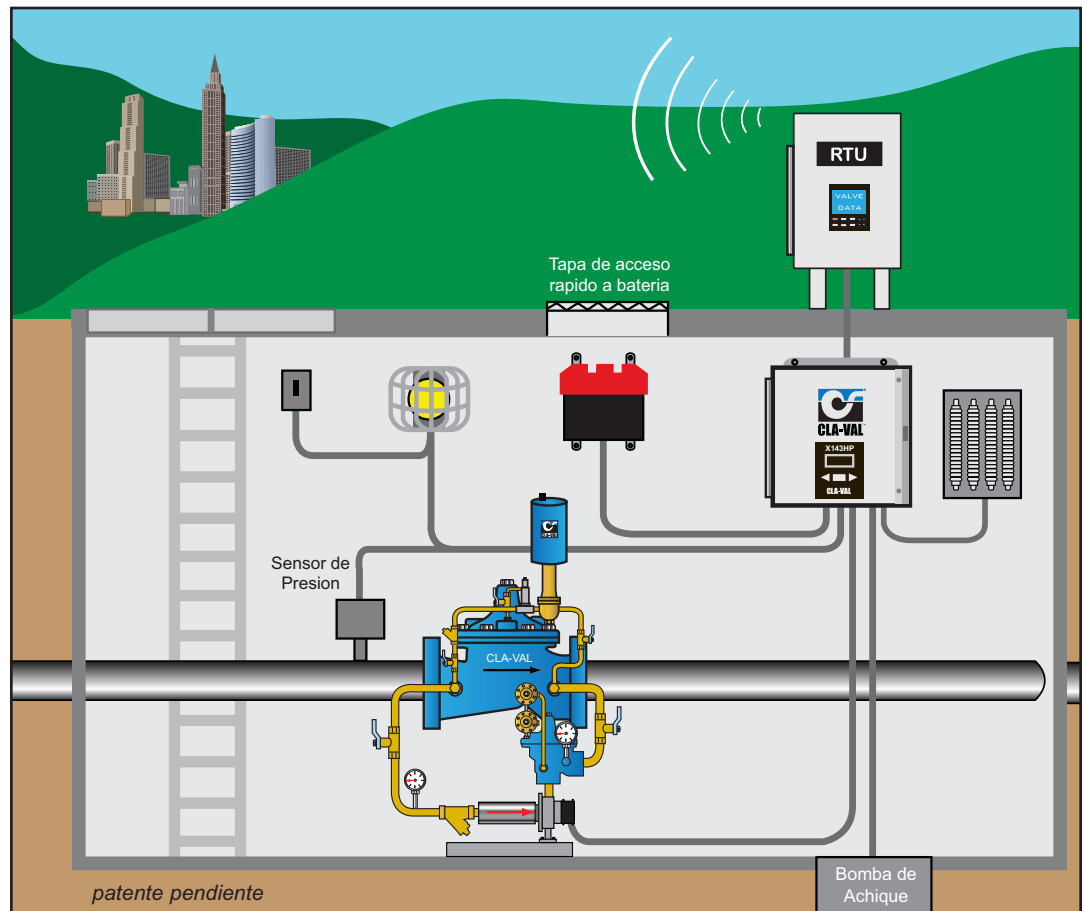 RTU
VALVE
DATA
Tapa de acceso
rapido a bateria
CLA-VAL
X143HP
CLA-VAL
Sensor de
Presion
CLA-VAL
Bomba de
Achique
patente pendiente